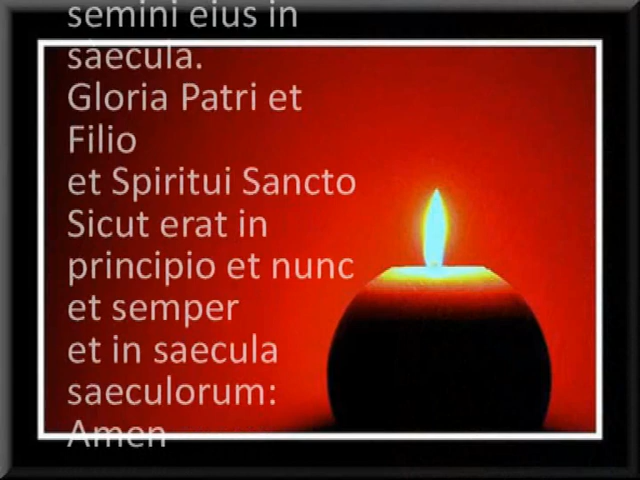 semini eius in
saecula.
Gloria Patri et
Filio
et Spiritui Sancto
Sicut erat in
principio et nunc
et semper
et in saecula
saeculorum:
Amen